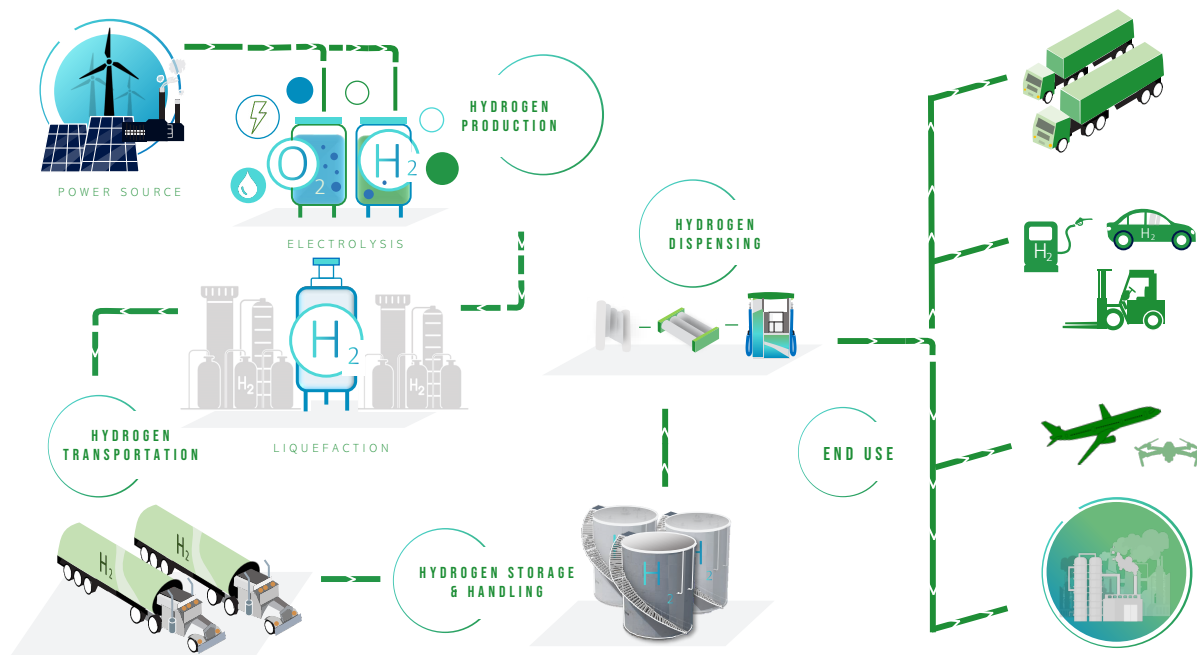 HYDROGEN
PRODUCTION
O2
H2
POWER SOURCE
ELECTROLYSIS
HYDROGEN
DISPENSING
H2
H2
H2
H2
H2
LIQUEFACTION
HYDROGEN
TRANSPORTATION
END USE
H2
H2
HYDROGEN STORAGE
& HANDLING
H2
H2